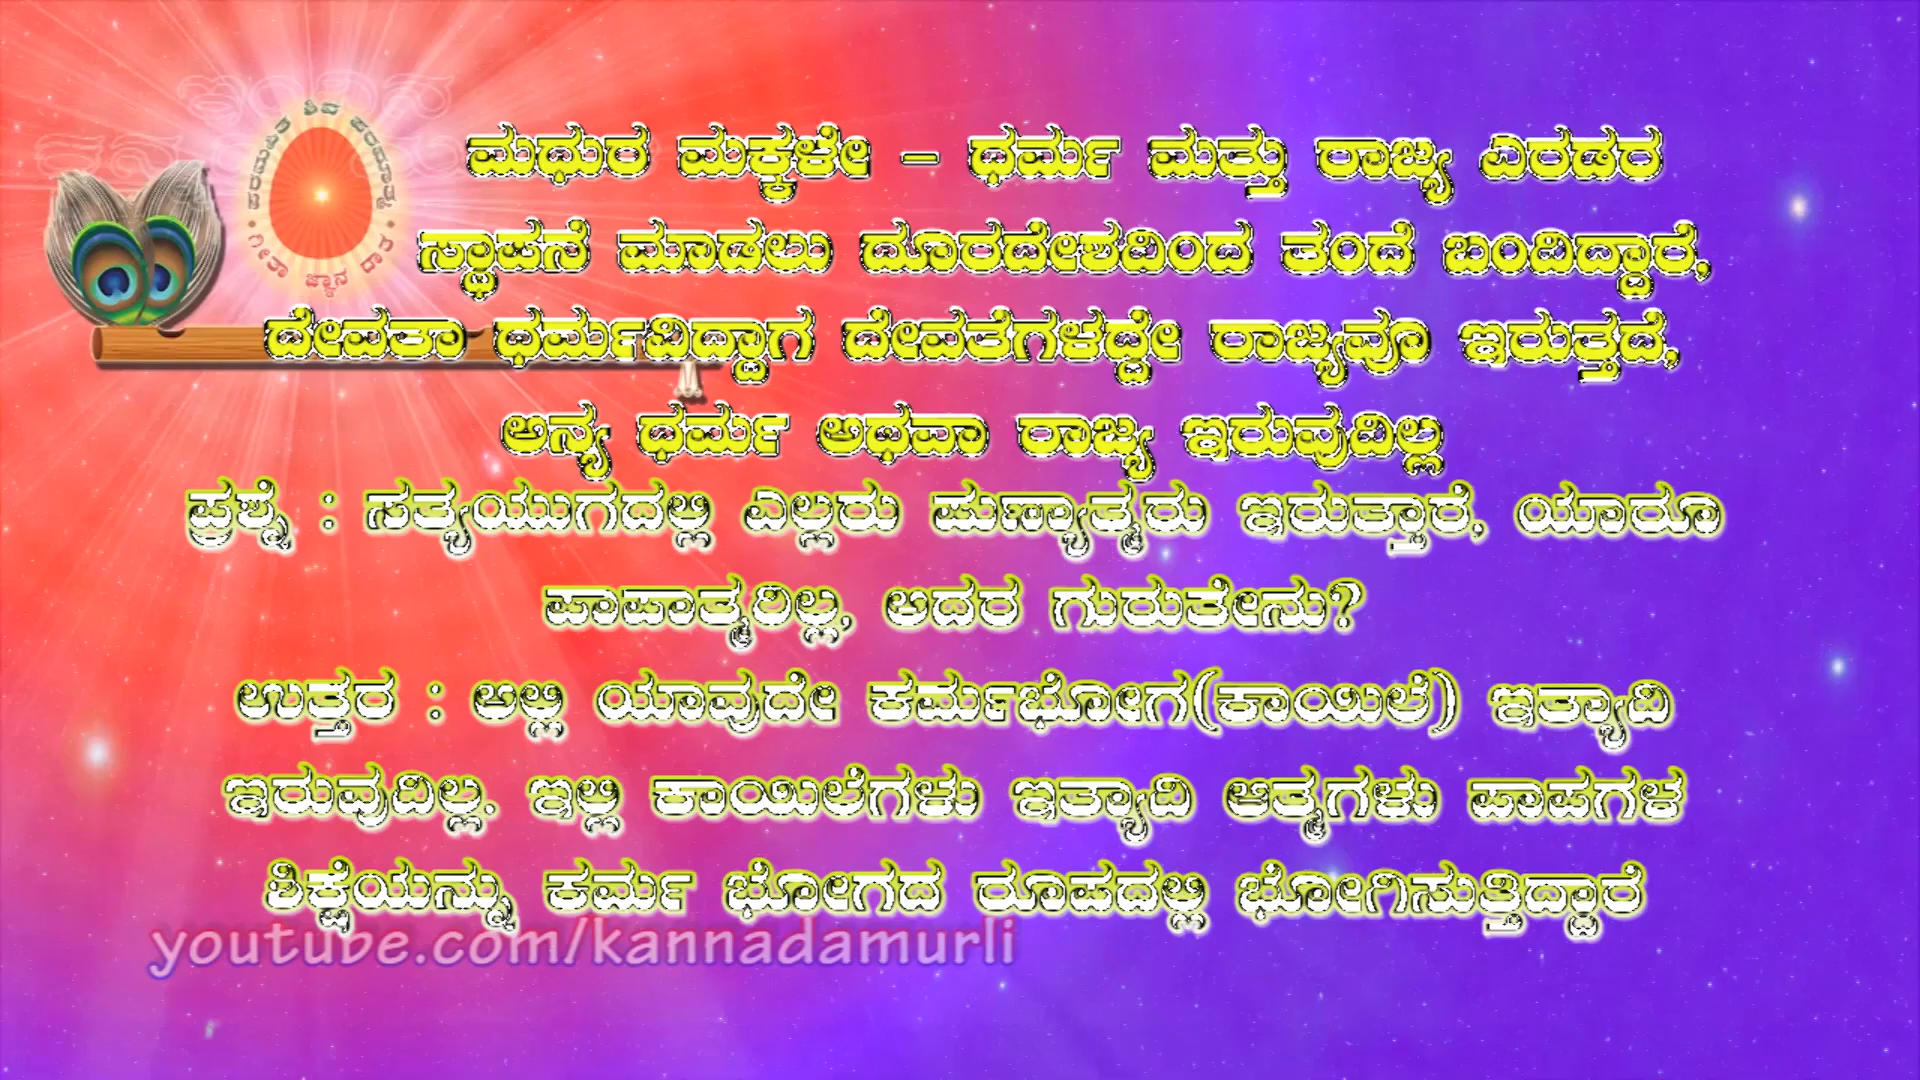 ಶಿವ ಪರಮಾತ್ಮ
ಗೀತಾ ಜ್ಞಾನ ದಾತ
ಮಧುರ ಮಕ್ಕಳೇ – ಧರ್ಮ ಮತ್ತು ರಾಜ್ಯ ಎರಡರ
ಸ್ಥಾಪನೆ ಮಾಡಲು ದೂರದೇಶದಿಂದ ತಂದೆ ಬಂದಿದ್ದಾರೆ,
ದೇವತಾ ಧರ್ಮವಿದ್ದಾಗ ದೇವತೆಗಳದ್ದೇ ರಾಜ್ಯವೂ ಇರುತ್ತದೆ,
ಅನ್ಯ ಧರ್ಮ ಅಥವಾ ರಾಜ್ಯ ಇರುವುದಿಲ್ಲ
ಪ್ರಶ್ನೆ : ಸತ್ಯಯುಗದಲ್ಲಿ ಎಲ್ಲರು ಪುಣ್ಯಾತ್ಮರು ಇರುತ್ತಾರೆ, ಯಾರೂ
ಪಾಪಾತ್ಮರಿಲ್ಲ, ಅದರ ಗುರುತೇನು?
ಉತ್ತರ : ಅಲ್ಲಿ ಯಾವುದೇ ಕರ್ಮಭೋಗ(ಕಾಯಿಲೆ) ಇತ್ಯಾದಿ
ಇರುವುದಿಲ್ಲ. ಇಲ್ಲಿ ಕಾಯಿಲೆಗಳು ಇತ್ಯಾದಿ ಆತ್ಮಗಳು ಪಾಪಗಳ
ಶಿಕ್ಷೆಯನ್ನು ಕರ್ಮ ಭೋಗದ ರೂಪದಲ್ಲಿ ಭೋಗಿಸುತ್ತಿದ್ದಾರೆ
youtube.com/kannadamurli